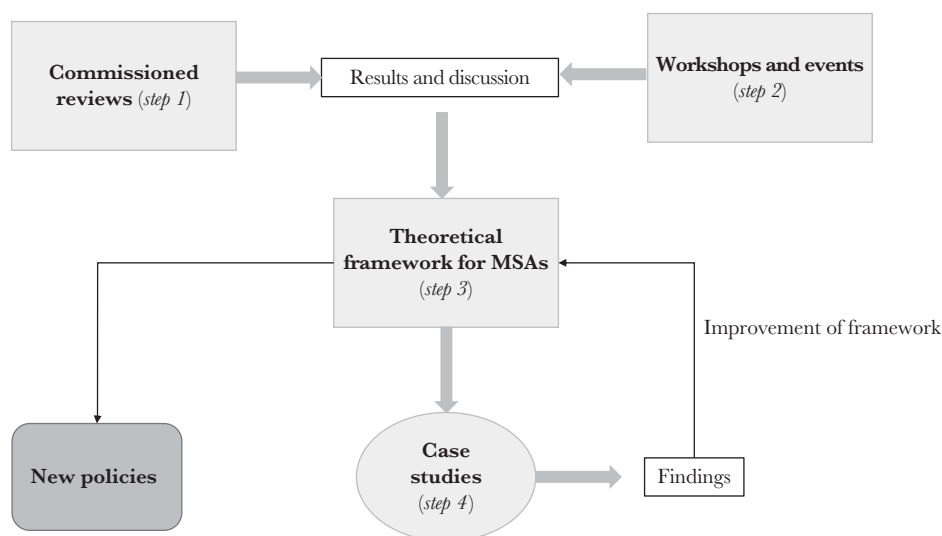 Commissioned
reviews (step 1)
Results and discussion
Workshops and events
(step 2)
Theoretical
framework for MSAs
(step 3)
Improvement of framework
New policies
Case
studies
(step 4)
Findings